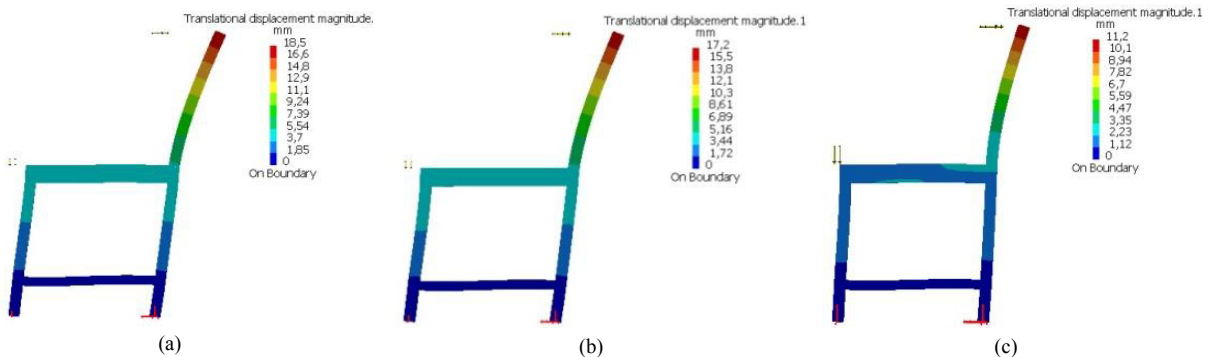 Translational displacement magnitude.
mm
18,5
16,6
14,8
12,9
11,1
9,24
7,39
5,54
3,7
1,85
0
On Boundary
(a)
Translational displacement magnitude.1
mm
17,2
15,5
13,8
12,1
10,3
8,61
6,89
5,16
3,44
1,72
0
On Boundary
(b)
Translational displacement magnitude.1
mm
11,2
10,1
8,94
7,82
6,7
5,59
4,47
3,35
2,23
1,12
0
On Boundary
(c)